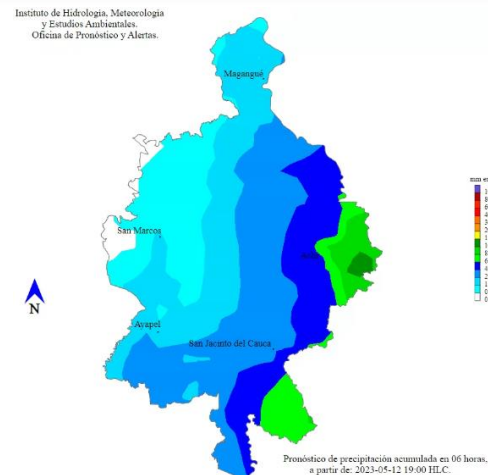 Instituto de Hidrología, Meteorología
y Estudios Ambientales.
Oficina de Pronóstico y Alertas.
Magangué
San Marcos
Ayapel
San Jacinto del Cauca
N
Pronóstico de precipitación acumulada en 06 horas,
a partir de: 2023-05-12 19:00 HLC.